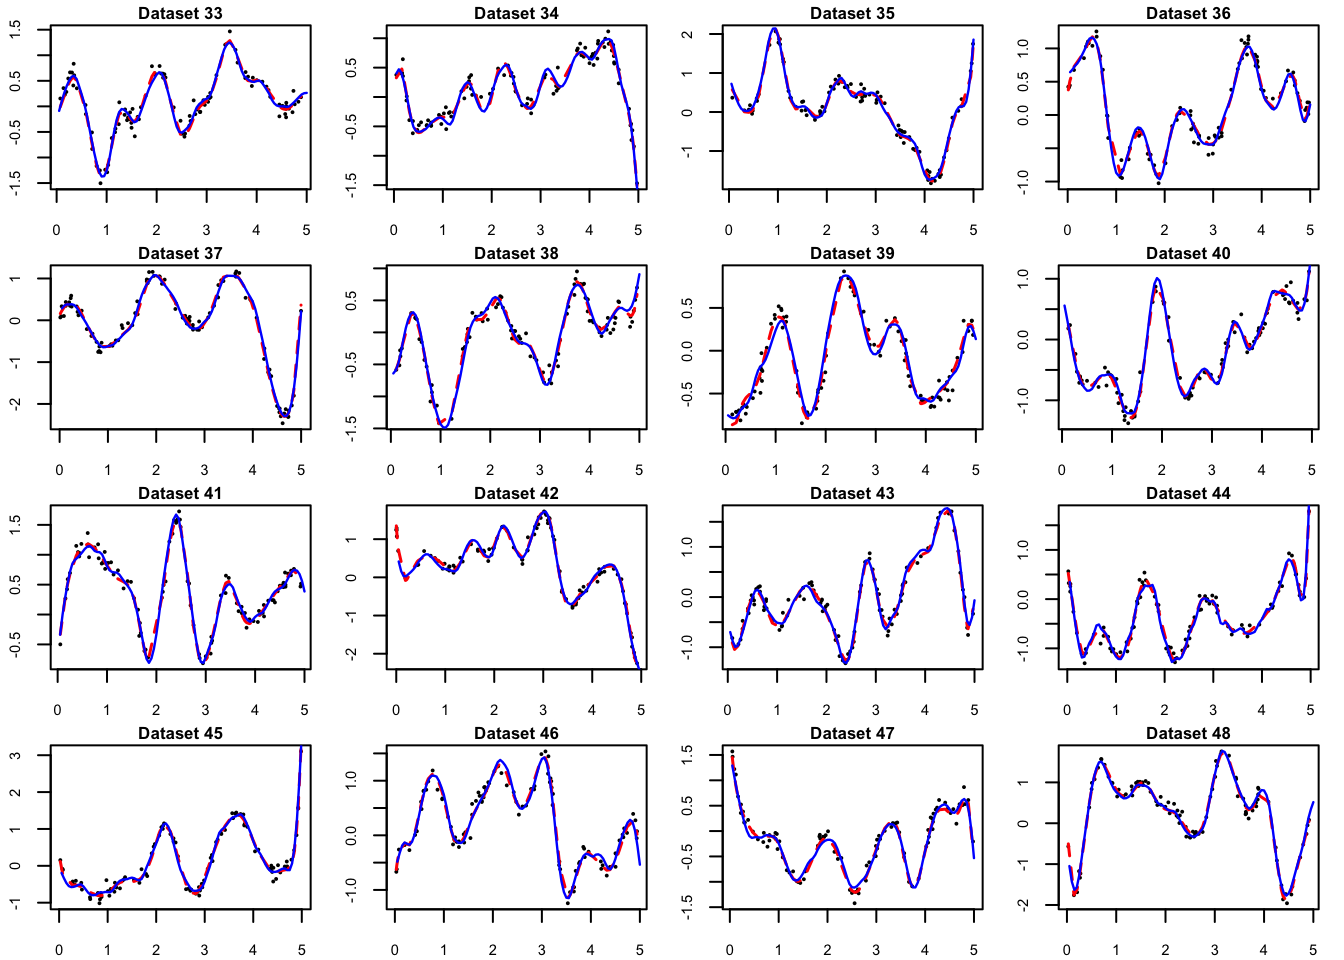 Dataset 33 Dataset 34 Dataset 35 Dataset 36
1.5 0.5 -0.5 -1.5 0.5 -0.5 -1.5 2 1 0 -1 1.0 0.5 0.0 -1.0
0 1 2 3 4 5 0 1 2 3 4 5 0 1 2 3 4 5 0 1 2 3 4 5
Dataset 37 Dataset 38 Dataset 39 Dataset 40
1 0 -1 -2 0.5 -0.5 -1.5 0.5 0.0 -0.5 1.0 0.0 -1.0
0 1 2 3 4 5 0 1 2 3 4 5 0 1 2 3 4 5 0 1 2 3 4 5
Dataset 41 Dataset 42 Dataset 43 Dataset 44
1.5 0.5 -0.5 1 0 -1 -2 1.0 0.0 -1.0 1.0 0.0 -1.0
0 1 2 3 4 5 0 1 2 3 4 5 0 1 2 3 4 5 0 1 2 3 4 5
Dataset 45 Dataset 46 Dataset 47 Dataset 48
3 2 1 0 -1 1.0 0.0 -1.0 1.5 0.5 -0.5 -1.5 1 0 -1 -2
0 1 2 3 4 5 0 1 2 3 4 5 0 1 2 3 4 5 0 1 2 3 4 5